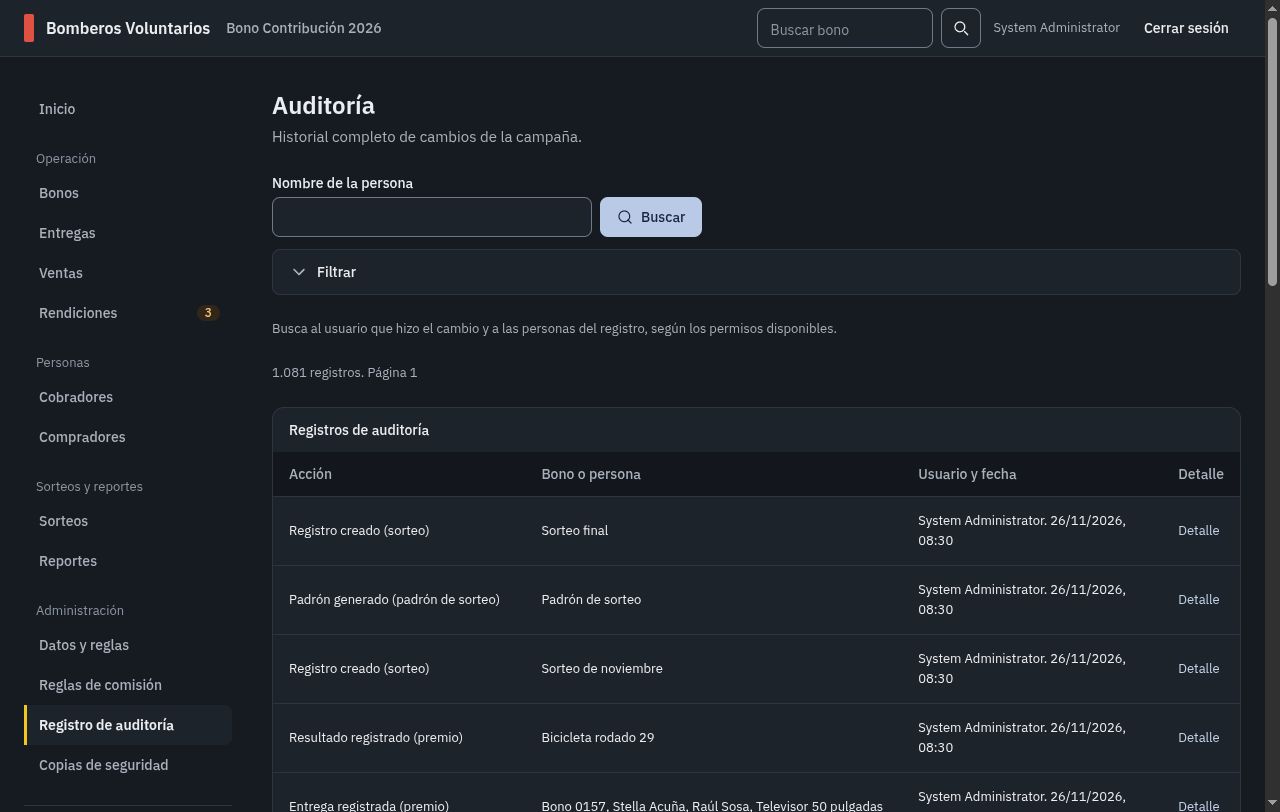 Bomberos Voluntarios Bono Contribución 2026 Buscar bono System Administrator Cerrar sesión
Inicio
Operación
Bonos
Entregas
Ventas
Rendiciones 3
Personas
Cobradores
Compradores
Sorteos y reportes
Sorteos
Reportes
Administración
Datos y reglas
Reglas de comisión
Registro de auditoría
Copias de seguridad
Auditoría
Historial completo de cambios de la campaña.
Nombre de la persona
Buscar
Filtrar
Busca al usuario que hizo el cambio y a las personas del registro, según los permisos disponibles.
1.081 registros. Página 1
Registros de auditoría
Acción Bono o persona Usuario y fecha Detalle
Registro creado (sorteo) Sorteo final System Administrator. 26/11/2026, 08:30 Detalle
Padrón generado (padrón de sorteo) Padrón de sorteo System Administrator. 26/11/2026, 08:30 Detalle
Registro creado (sorteo) Sorteo de noviembre System Administrator. 26/11/2026, 08:30 Detalle
Resultado registrado (premio) Bicicleta rodado 29 System Administrator. 26/11/2026, 08:30 Detalle
Entrega registrada (premio) Bono 0157, Stella Acuña, Raúl Sosa, Televisor 50 pulgadas System Administrator. 26/11/2026, Detalle